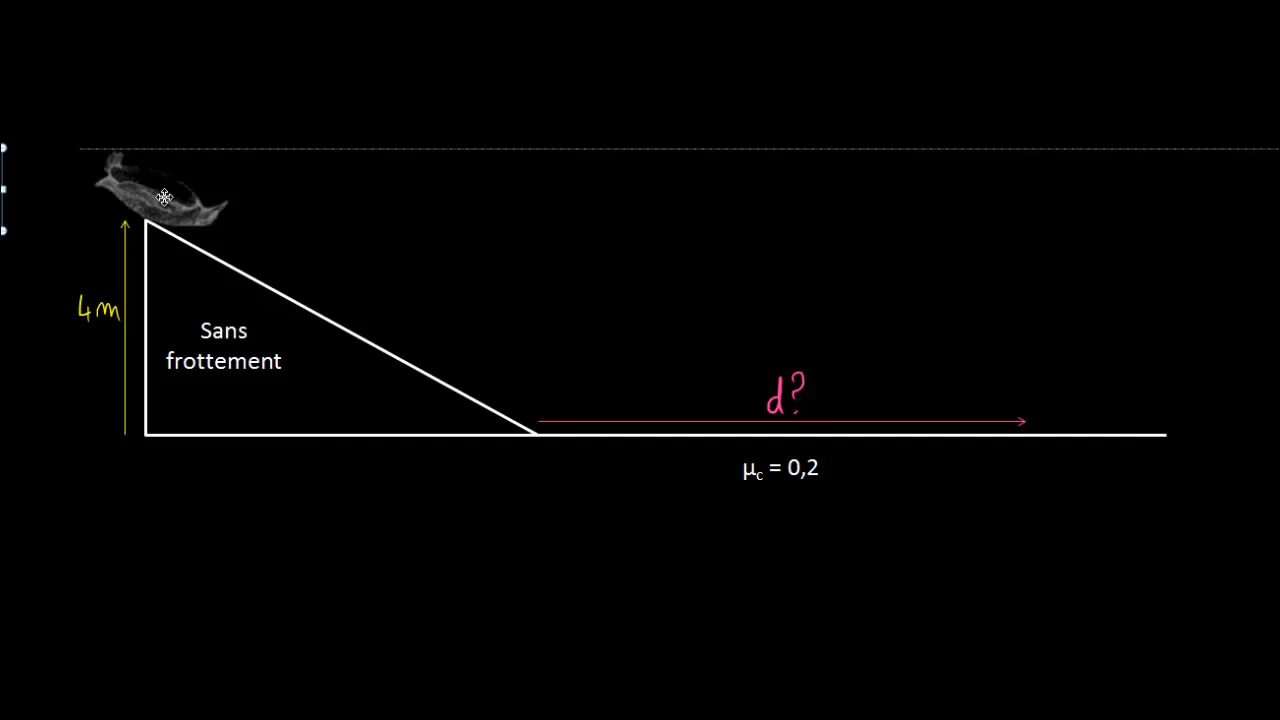 4m
Sans
frottement
d?
μc = 0,2